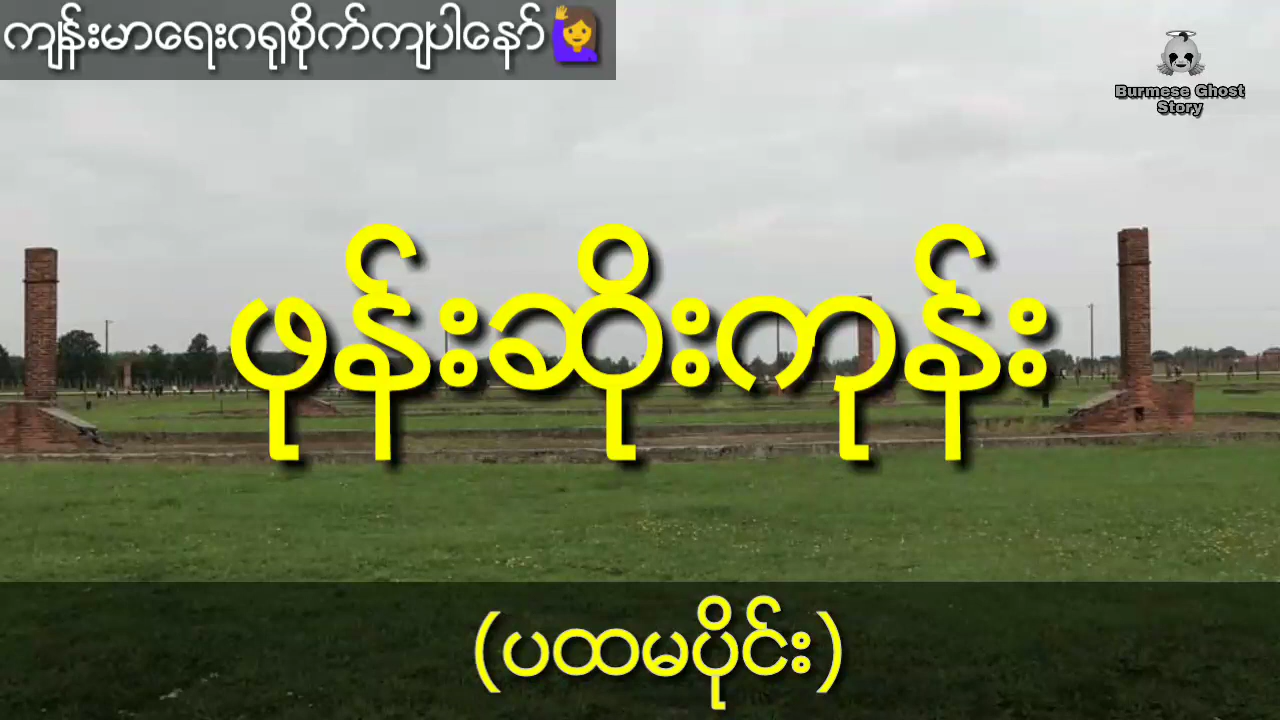 ကျန်းမာရေးဂရုစိုက်ကျပါနော်🙋‍♀️
Burmese Ghost
Story
ဖုန်းဆိုးကုန်း
(ပထမပိုင်း)